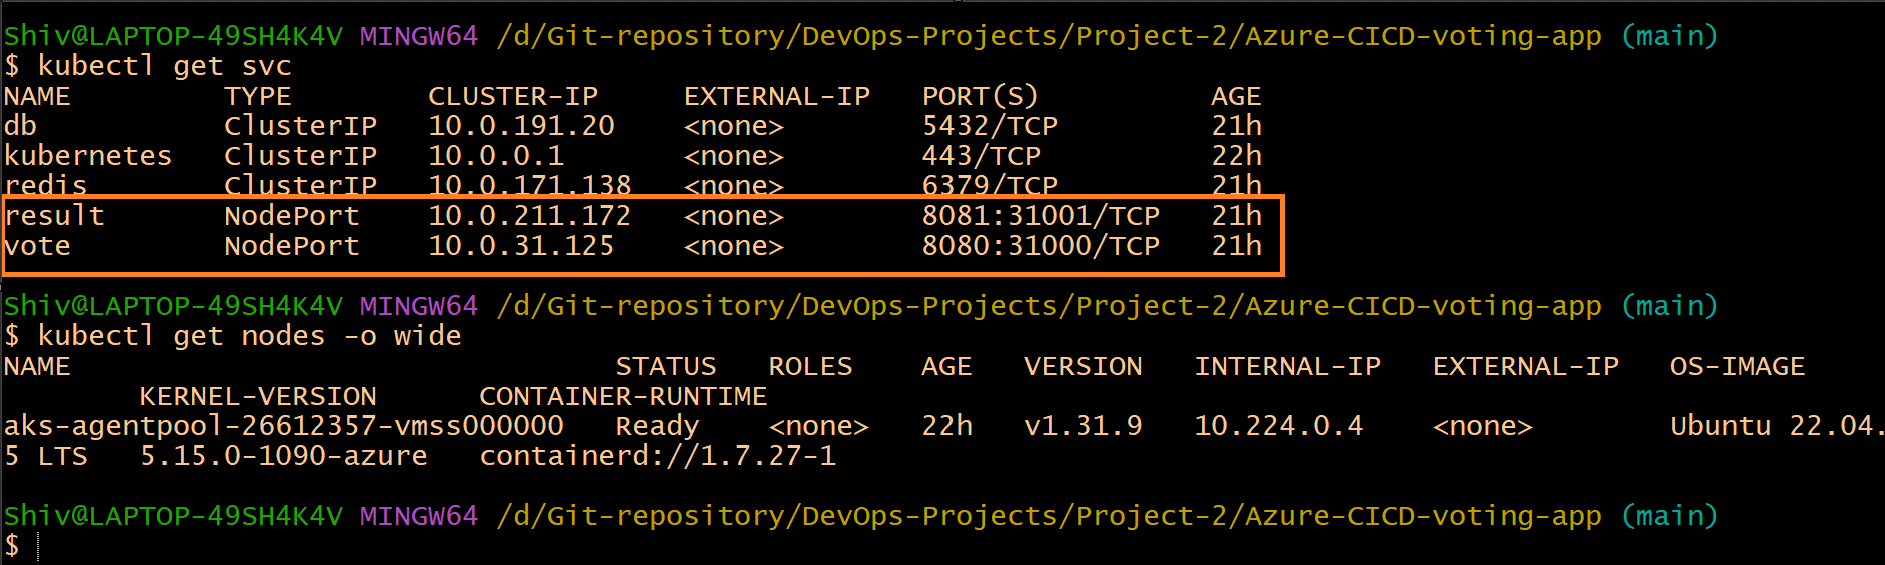 Shiv@LAPTOP-49SH4K4V MINGW64 /d/Git-repository/DevOps-Projects/Project-2/Azure-CICD-voting-app (main)
$ kubectl get svc
NAME         TYPE        CLUSTER-IP     EXTERNAL-IP   PORT(S)          AGE
db           ClusterIP   10.0.191.20    <none>        5432/TCP         21h
kubernetes   ClusterIP   10.0.0.1       <none>        443/TCP          22h
redis        ClusterIP   10.0.171.138   <none>        6379/TCP         21h
result       NodePort    10.0.211.172   <none>        8081:31001/TCP   21h
vote         NodePort    10.0.31.125    <none>        8080:31000/TCP   21h
Shiv@LAPTOP-49SH4K4V MINGW64 /d/Git-repository/DevOps-Projects/Project-2/Azure-CICD-voting-app (main)
$ kubectl get nodes -o wide
NAME                                STATUS   ROLES    AGE   VERSION   INTERNAL-IP   EXTERNAL-IP   OS-IMAGE
        KERNEL-VERSION      CONTAINER-RUNTIME
aks-agentpool-26612357-vmss000000   Ready    <none>   22h   v1.31.9   10.224.0.4    <none>        Ubuntu 22.04.
5 LTS   5.15.0-1090-azure   containerd://1.7.27-1
Shiv@LAPTOP-49SH4K4V MINGW64 /d/Git-repository/DevOps-Projects/Project-2/Azure-CICD-voting-app (main)
$